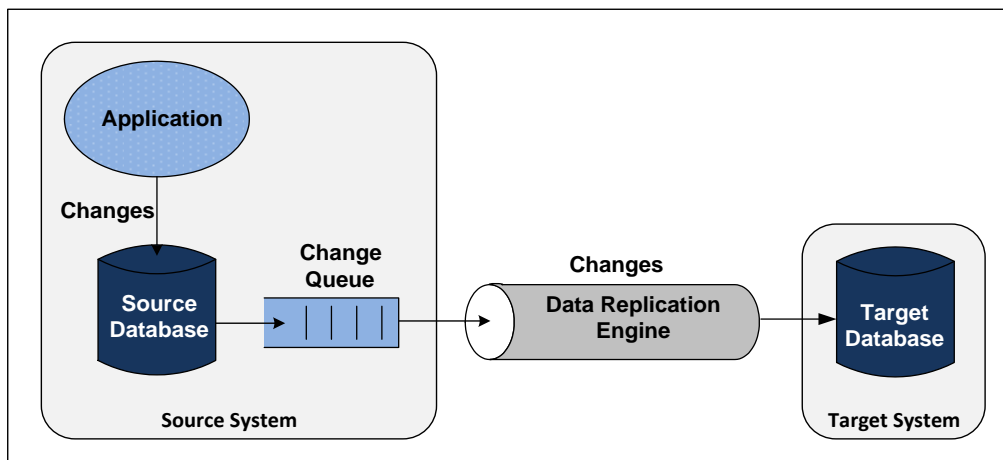 Application
Changes
Source
Database
Change
Queue
Changes
Data Replication
Engine
Target
Database
Source System
Target System